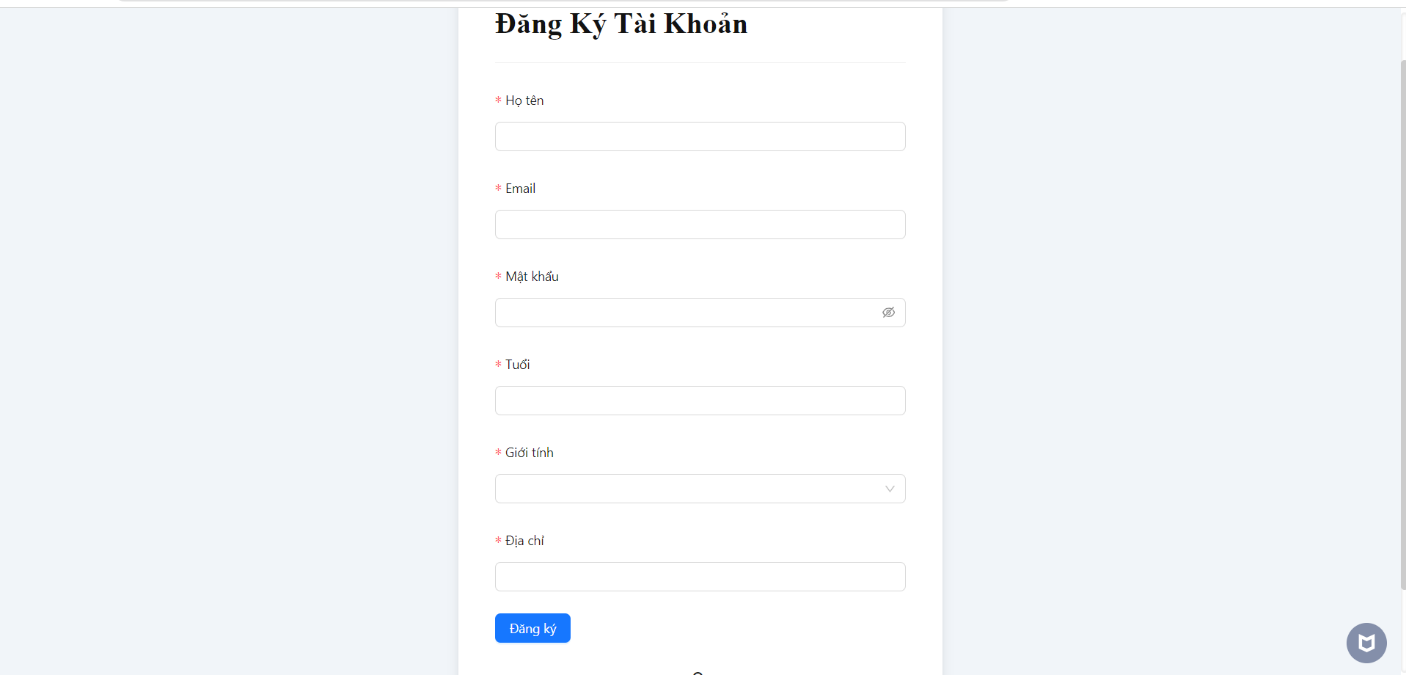 Đăng Ký Tài Khoản
* Họ tên
* Email
* Mật khẩu
* Tuổi
* Giới tính
* Địa chỉ
Đăng ký